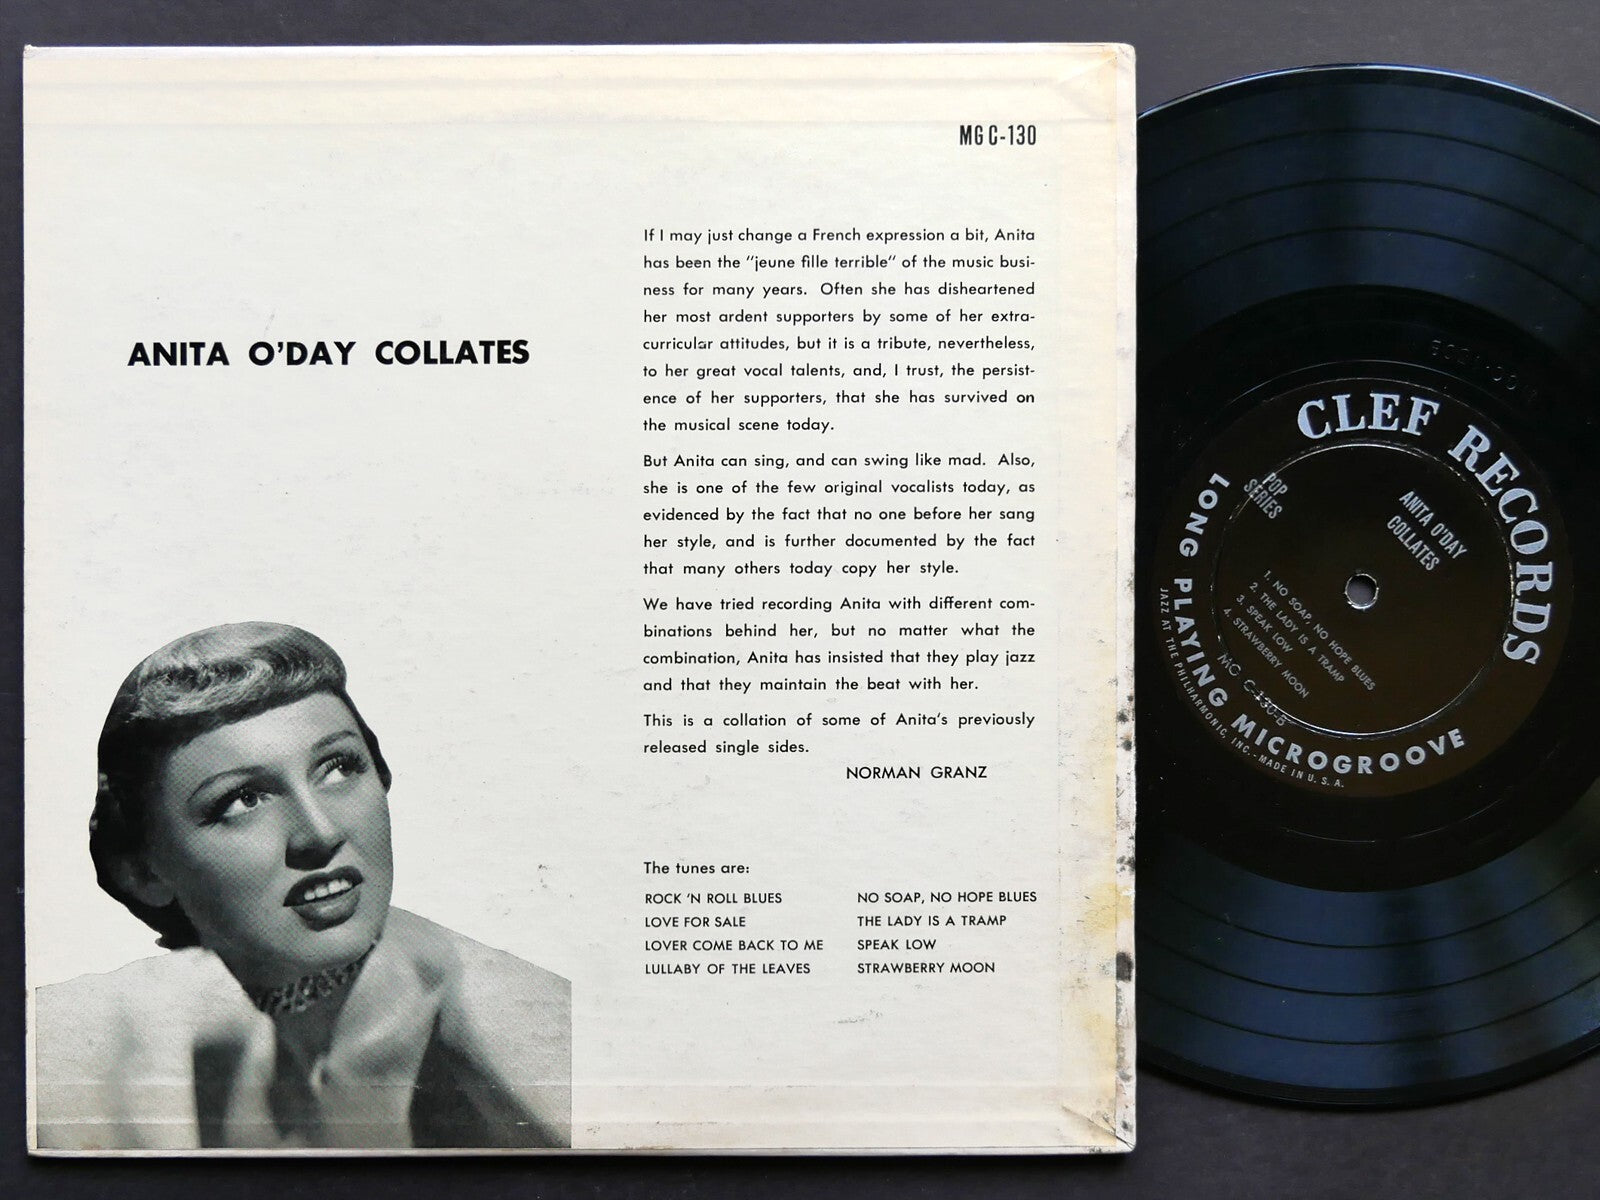 MG C-130
ANITA O'DAY COLLATES
If I may just change a French expression a bit, Anita
has been the "jeune fille terrible" of the music busi-
ness for many years. Often she has disheartened
her most ardent supporters by some of her extra-
curricular attitudes, but it is a tribute, nevertheless,
to her great vocal talents, and, I trust, the persist-
ence of her supporters, that she has survived on
the musical scene today.
But Anita can sing, and can swing like mad. Also,
she is one of the few original vocalists today, as
evidenced by the fact that no one before her sang
her style, and is further documented by the fact
that many others today copy her style.
We have tried recording Anita with different com-
binations behind her, but no matter what the
combination, Anita has insisted that they play jazz
and that they maintain the beat with her.
This is a collation of some of Anita's previously
released single sides.
NORMAN GRANZ
The tunes are:
ROCK 'N ROLL BLUES
LOVE FOR SALE
LOVER COME BACK TO ME
LULLABY OF THE LEAVES
NO SOAP, NO HOPE BLUES
THE LADY IS A TRAMP
SPEAK LOW
STRAWBERRY MOON
CLEF RECORDS
POP
SERIES
ANITA O'DAY
COLLATES
1. NO SOAP, NO HOPE BLUES
2. THE LADY IS A TRAMP
3. SPEAK LOW
4. STRAWBERRY MOON
MG C-130-B
LONG PLAYING MICROGROOVE
JAZZ AT THE PHILHARMONIC, INC.-MADE IN U. S. A.